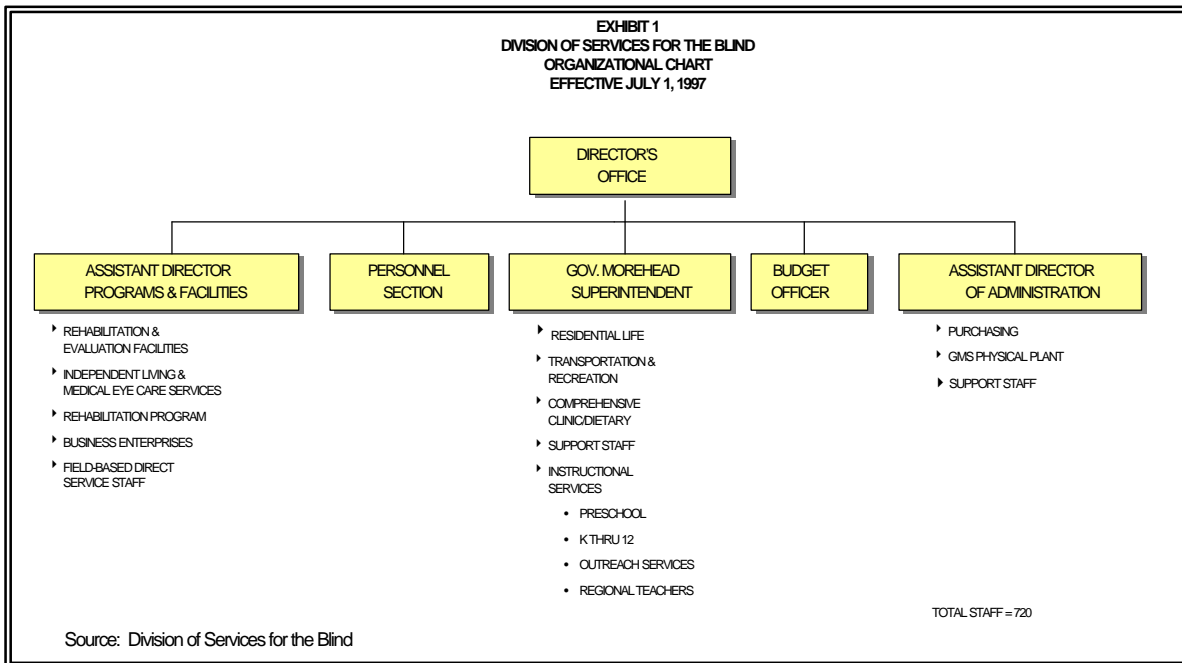 EXHIBIT 1
DIVISION OF SERVICES FOR THE BLIND
ORGANIZATIONAL CHART
EFFECTIVE JULY 1, 1997
DIRECTOR'S
OFFICE
ASSISTANT DIRECTOR
PROGRAMS & FACILITIES
REHABILITATION &
EVALUATION FACILITIES
INDEPENDENT LIVING &
MEDICAL EYE CARE SERVICES
REHABILITATION PROGRAM
BUSINESS ENTERPRISES
FIELD-BASED DIRECT
SERVICE STAFF
PERSONNEL
SECTION
GOV. MOREHEAD
SUPERINTENDENT
RESIDENTIAL LIFE
TRANSPORTATION &
RECREATION
COMPREHENSIVE
CLINIC/DIETARY
SUPPORT STAFF
INSTRUCTIONAL
SERVICES
• PRESCHOOL
• K THRU 12
• OUTREACH SERVICES
• REGIONAL TEACHERS
BUDGET
OFFICER
ASSISTANT DIRECTOR
OF ADMINISTRATION
PURCHASING
GMS PHYSICAL PLANT
SUPPORT STAFF
TOTAL STAFF = 720
Source: Division of Services for the Blind